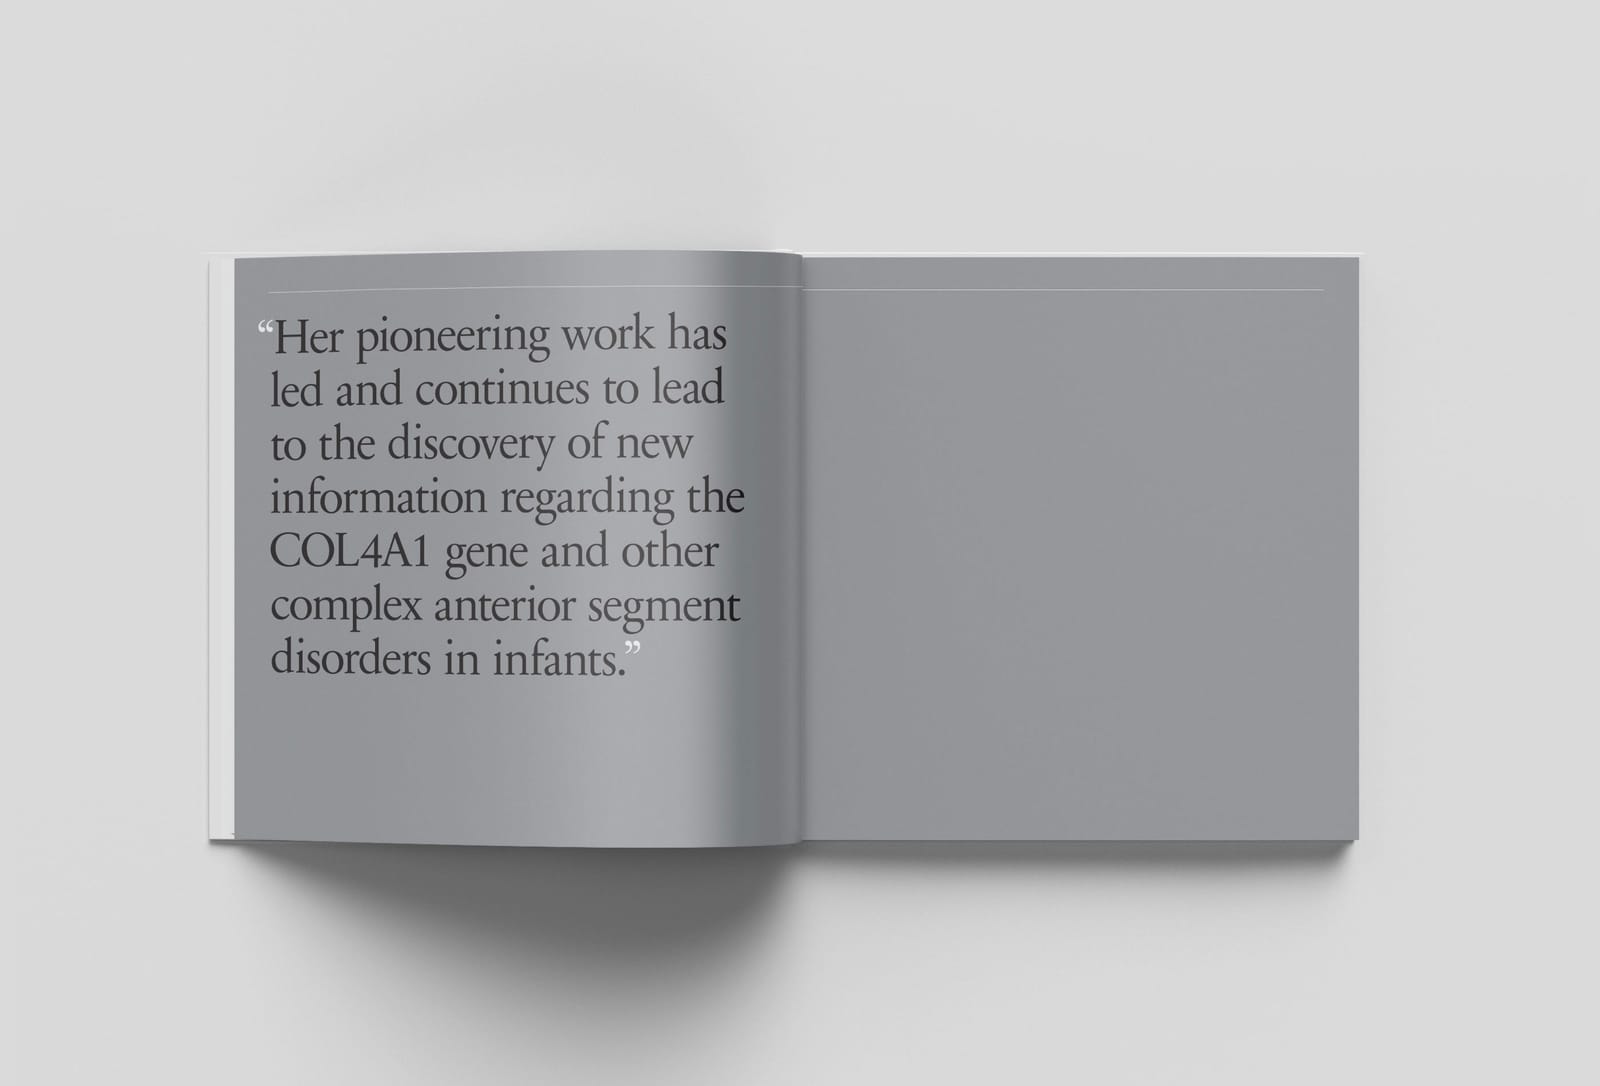 “Her pioneering work has
led and continues to lead
to the discovery of new
information regarding the
COL4A1 gene and other
complex anterior segment
disorders in infants.”